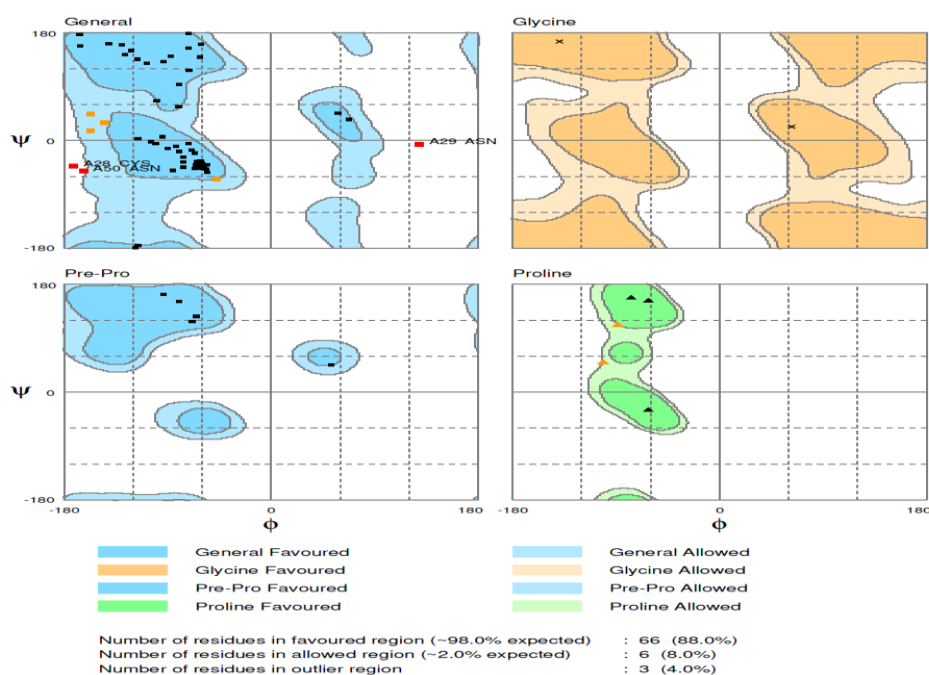 General
Glycine
180
Ψ
0
-180
A29 ASN
A28 CYS
A50 ASN
Pre-Pro
Proline
180
Ψ
0
-180
-180
0
180
0
180
Φ
Φ
General Favoured
General Allowed
Glycine Favoured
Glycine Allowed
Pre-Pro Favoured
Pre-Pro Allowed
Proline Favoured
Proline Allowed
Number of residues in favoured region (~98.0% expected) : 66 (88.0%)
Number of residues in allowed region (~2.0% expected) : 6 (8.0%)
Number of residues in outlier region : 3 (4.0%)